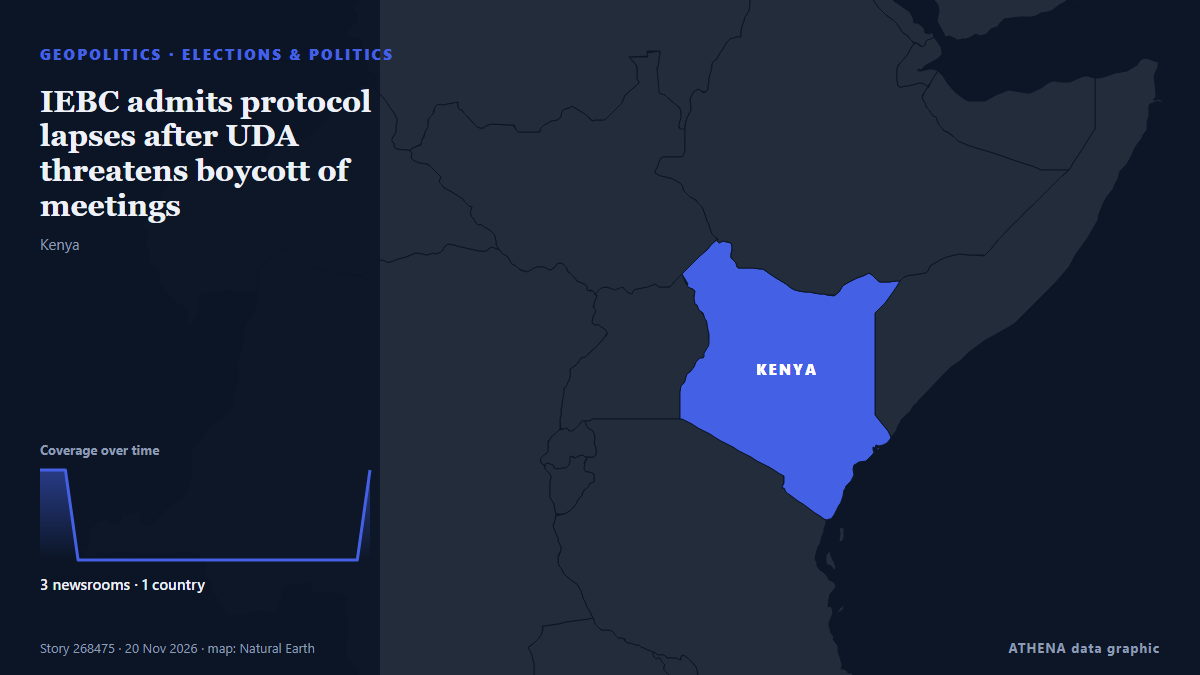 GEOPOLITICS · ELECTIONS & POLITICS
IEBC admits protocol
lapses after UDA
threatens boycott of
meetings
Kenya
KENYA
Coverage over time
3 newsrooms · 1 country
Story 268475 · 20 Nov 2026 · map: Natural Earth
ATHENA data graphic